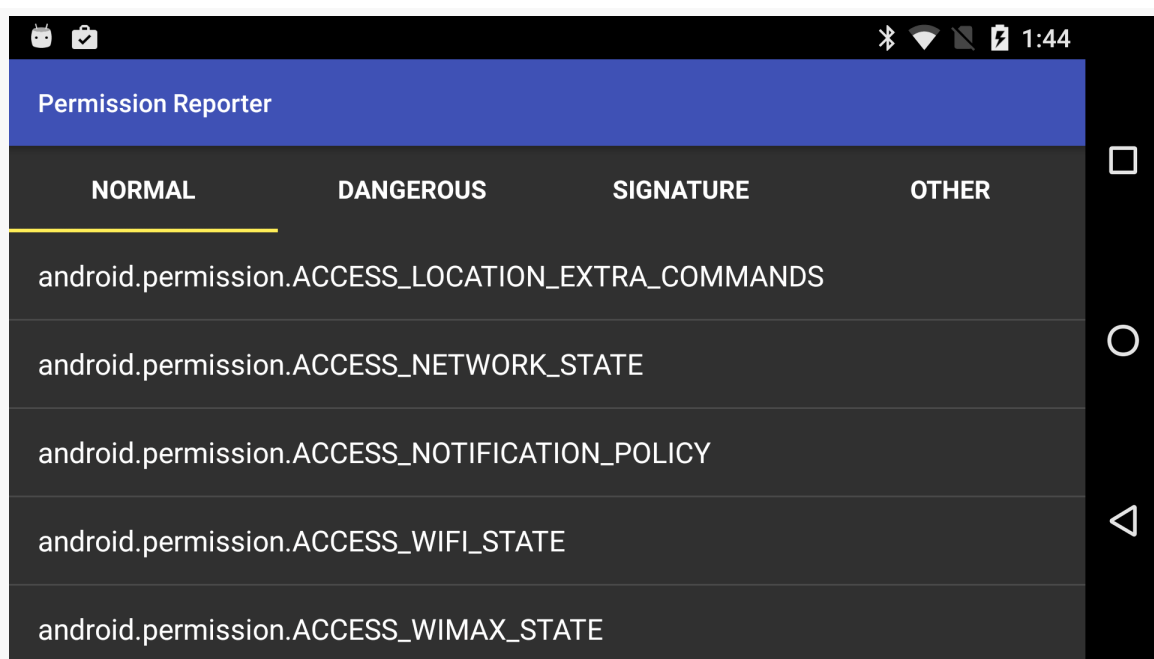 1:44
Permission Reporter
NORMAL DANGEROUS SIGNATURE OTHER
android.permission.ACCESS_LOCATION_EXTRA_COMMANDS
android.permission.ACCESS_NETWORK_STATE
android.permission.ACCESS_NOTIFICATION_POLICY
android.permission.ACCESS_WIFI_STATE
android.permission.ACCESS_WIMAX_STATE